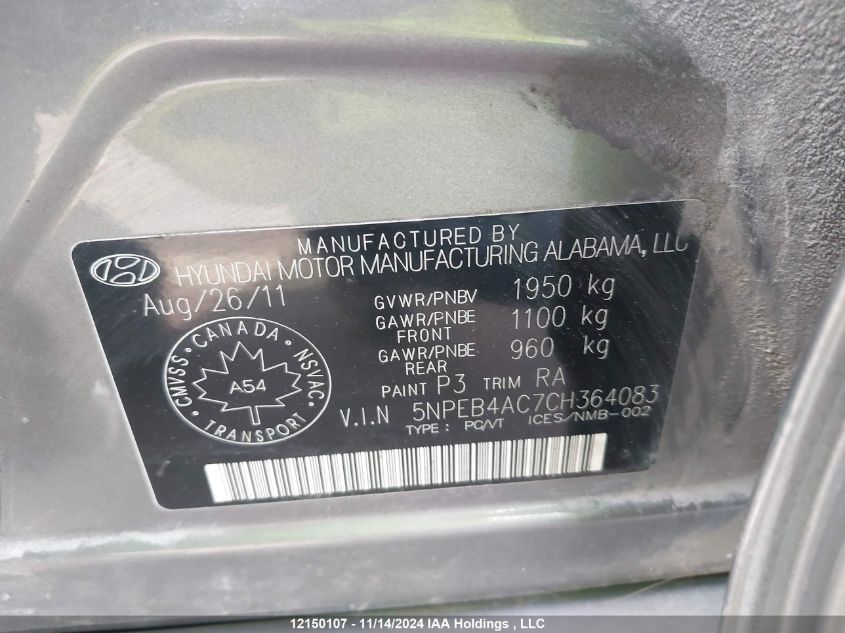 MANUFACTURED BY
HYUNDAI MOTOR MANUFACTURING ALABAMA, LLC
Aug/26/11
GVWR/PNBV 1950 kg
GAWR/PNBE FRONT 1100 kg
GAWR/PNBE REAR 960 kg
PAINT P3 TRIM RA
V.I.N 5NPEB4AC7CH364083
TYPE: PC/VT ICES/NMB-002
CANADA
CMVSS NSVAC
A54
TRANSPORT
12150107 - 11/14/2024 IAA Holdings , LLC